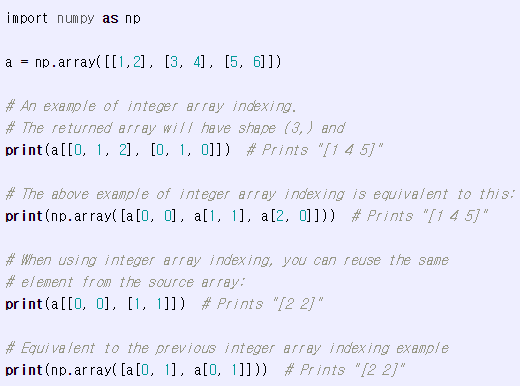 import numpy as np
a = np.array([[1,2], [3, 4], [5, 6]])
# An example of integer array indexing.
# The returned array will have shape (3,) and
print(a[[0, 1, 2], [0, 1, 0]])  # Prints "[1 4 5]"
# The above example of integer array indexing is equivalent to this:
print(np.array([a[0, 0], a[1, 1], a[2, 0]]))  # Prints "[1 4 5]"
# When using integer array indexing, you can reuse the same
# element from the source array:
print(a[[0, 0], [1, 1]])  # Prints "[2 2]"
# Equivalent to the previous integer array indexing example
print(np.array([a[0, 1], a[0, 1]]))  # Prints "[2 2]"